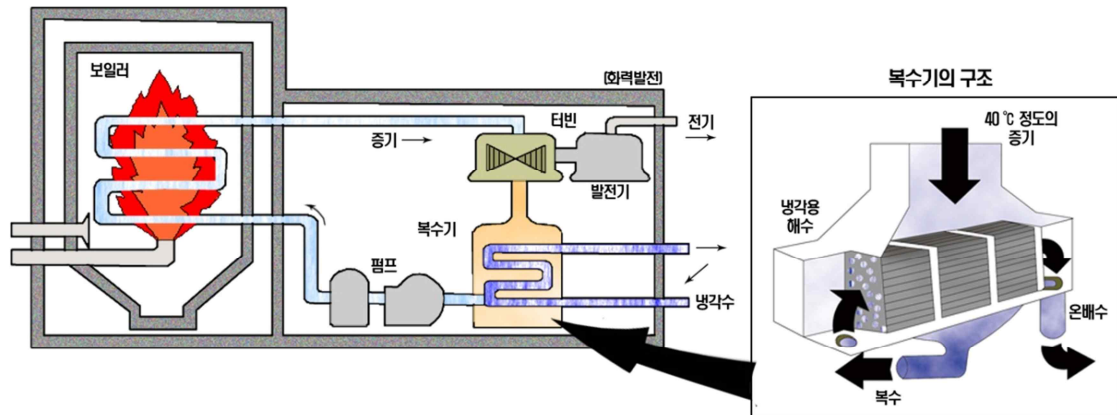 보일러
[화력발전]
터빈
전기
증기
발전기
복수기
펌프
냉각수
복수기의 구조
40 ℃ 정도의
증기
냉각용
해수
온배수
복수